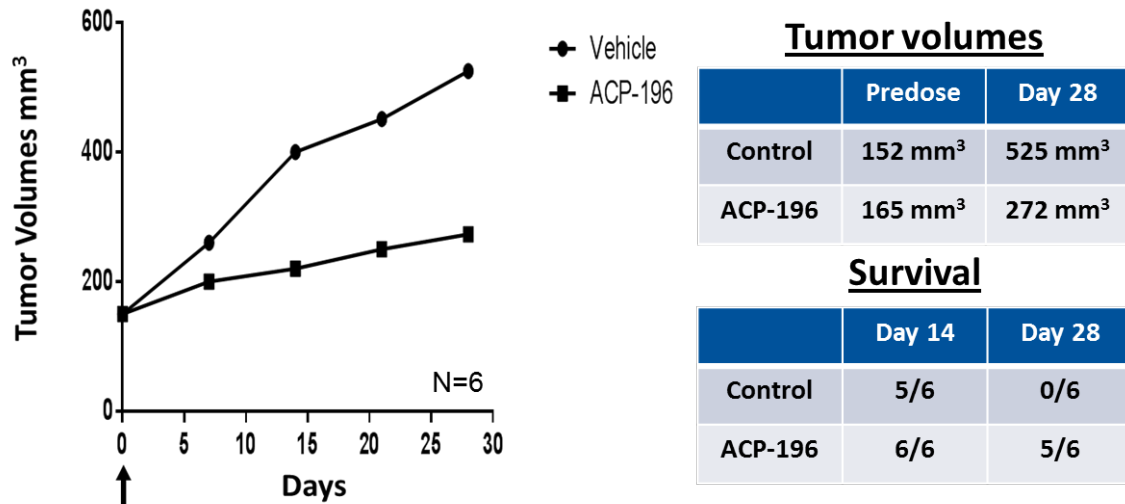 600
400
200
0
Tumor Volumes mm³
0 5 10 15 20 25 30
Days
N=6
Vehicle
ACP-196
Tumor volumes
Predose Day 28
Control 152 mm³ 525 mm³
ACP-196 165 mm³ 272 mm³
Survival
Day 14 Day 28
Control 5/6 0/6
ACP-196 6/6 5/6